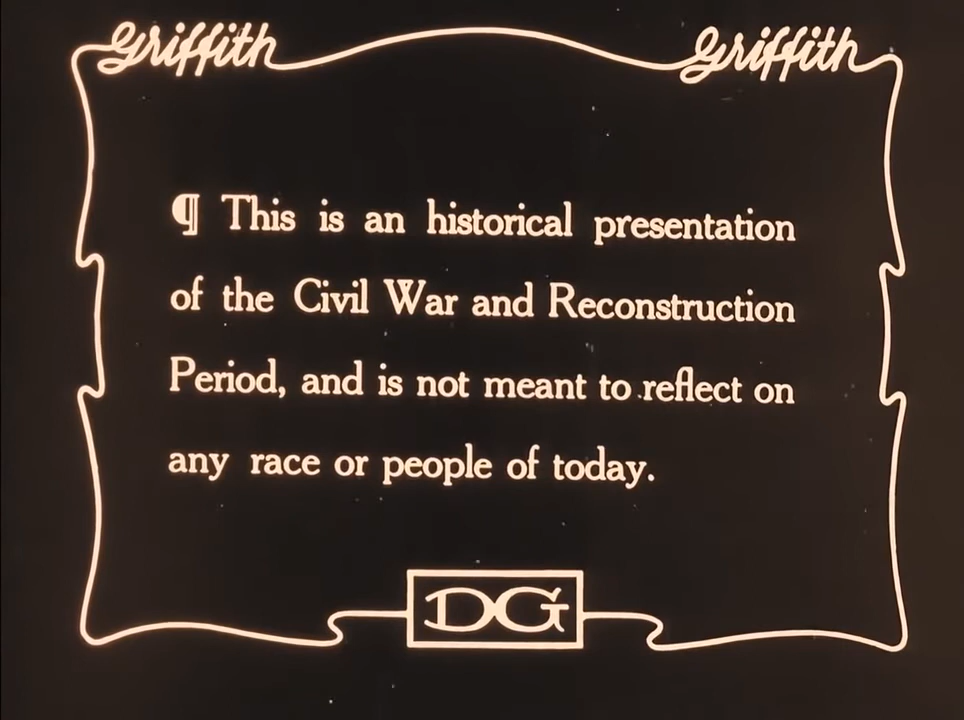 Griffith Griffith
¶ This is an historical presentation
of the Civil War and Reconstruction
Period, and is not meant to reflect on
any race or people of today.
DG